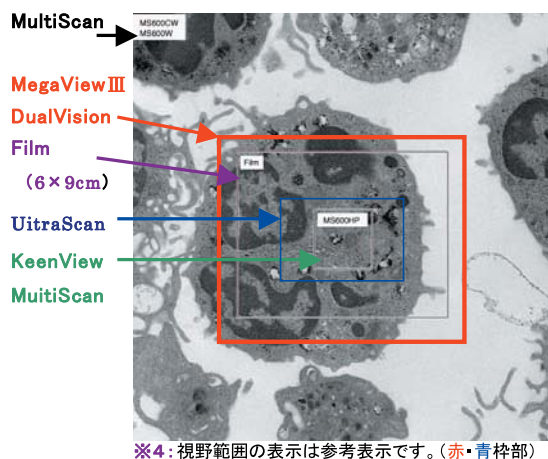 MultiScan
MS600CW
MS600W
MegaViewⅢ
DualVision
Film
(6×9cm)
Film
UitraScan
MS600HP
KeenView
MuitiScan
※4:視野範囲の表示は参考表示です。(赤・青枠部)